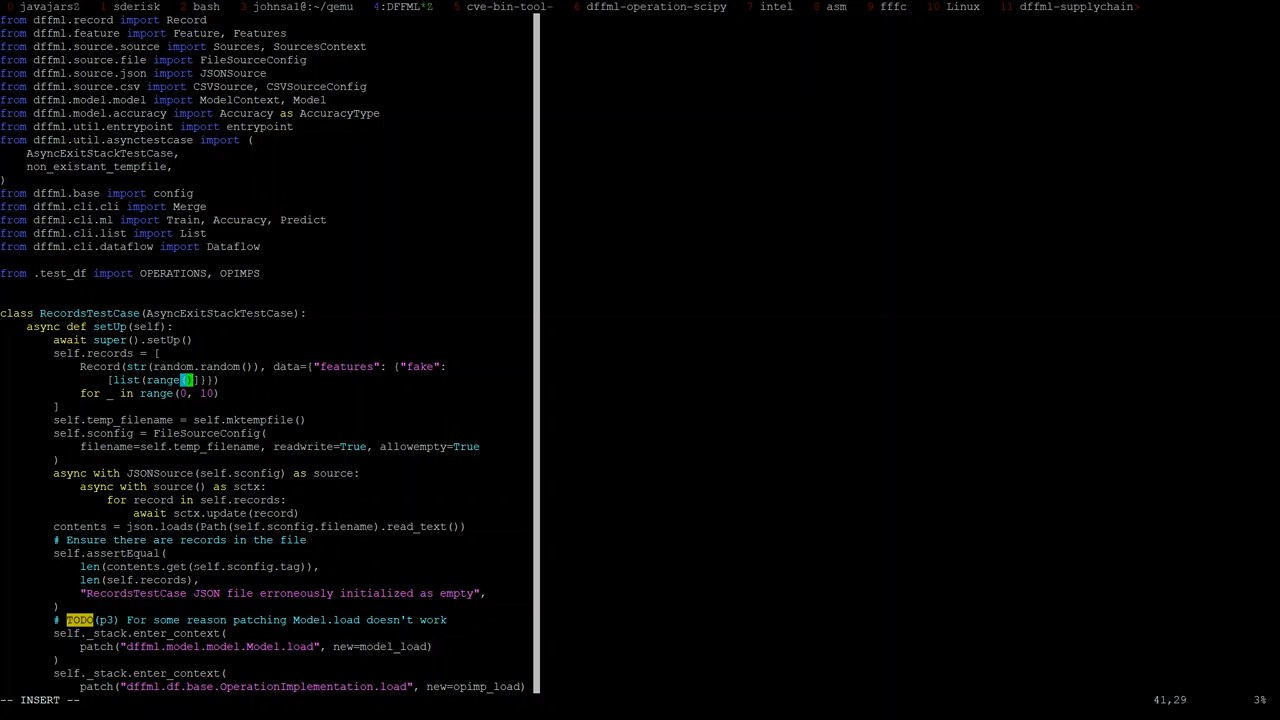 0 javajarsZ  1 sderisk  2 bash  3 johnsal@:~/qemu  4:DFFML*Z  5 cve-bin-tool-  6 dffml-operation-scipy  7 intel  8 asm  9 fffc  10 Linux  11 dffml-supplychain>
from dffml.record import Record
from dffml.feature import Feature, Features
from dffml.source.source import Sources, SourcesContext
from dffml.source.file import FileSourceConfig
from dffml.source.json import JSONSource
from dffml.source.csv import CSVSource, CSVSourceConfig
from dffml.model.model import ModelContext, Model
from dffml.model.accuracy import Accuracy as AccuracyType
from dffml.util.entrypoint import entrypoint
from dffml.util.asynctestcase import (
    AsyncExitStackTestCase,
    non_existant_tempfile,
)
from dffml.base import config
from dffml.cli.cli import Merge
from dffml.cli.ml import Train, Accuracy, Predict
from dffml.cli.list import List
from dffml.cli.dataflow import Dataflow
from .test_df import OPERATIONS, OPIMPS
class RecordsTestCase(AsyncExitStackTestCase):
    async def setUp(self):
        await super().setUp()
        self.records = [
            Record(str(random.random()), data={"features": {"fake":
                [list(range()]}})
            for _ in range(0, 10)
        ]
        self.temp_filename = self.mktempfile()
        self.sconfig = FileSourceConfig(
            filename=self.temp_filename, readwrite=True, allowempty=True
        )
        async with JSONSource(self.sconfig) as source:
            async with source() as sctx:
                for record in self.records:
                    await sctx.update(record)
        contents = json.loads(Path(self.sconfig.filename).read_text())
        # Ensure there are records in the file
        self.assertEqual(
            len(contents.get(self.sconfig.tag)),
            len(self.records),
            "RecordsTestCase JSON file erroneously initialized as empty",
        )
        # TODO(p3) For some reason patching Model.load doesn't work
        self._stack.enter_context(
            patch("dffml.model.model.Model.load", new=model_load)
        )
        self._stack.enter_context(
            patch("dffml.df.base.OperationImplementation.load", new=opimp_load)
-- INSERT --  41,29  3%